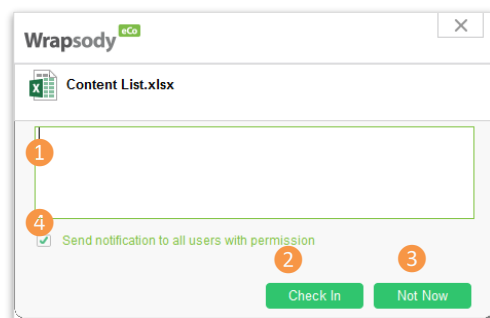 Wrapsody eCo
Content List.xlsx
1
4
Send notification to all users with permission
2
3
Check In
Not Now